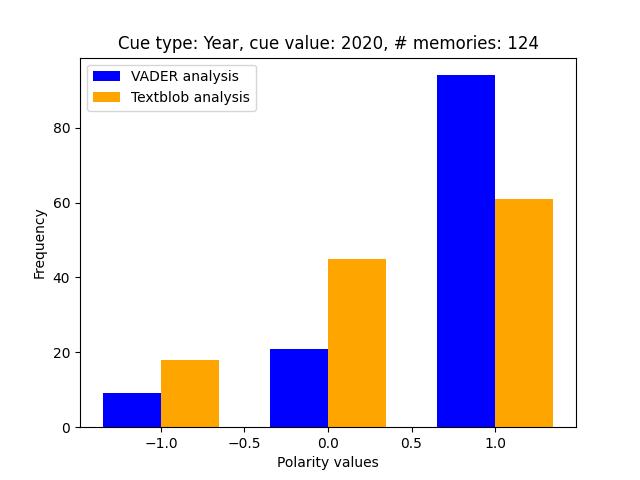 Cue type: Year, cue value: 2020, # memories: 124
VADER analysis
Textblob analysis
80
60
40
20
0
Frequency
−1.0 −0.5 0.0 0.5 1.0
Polarity values